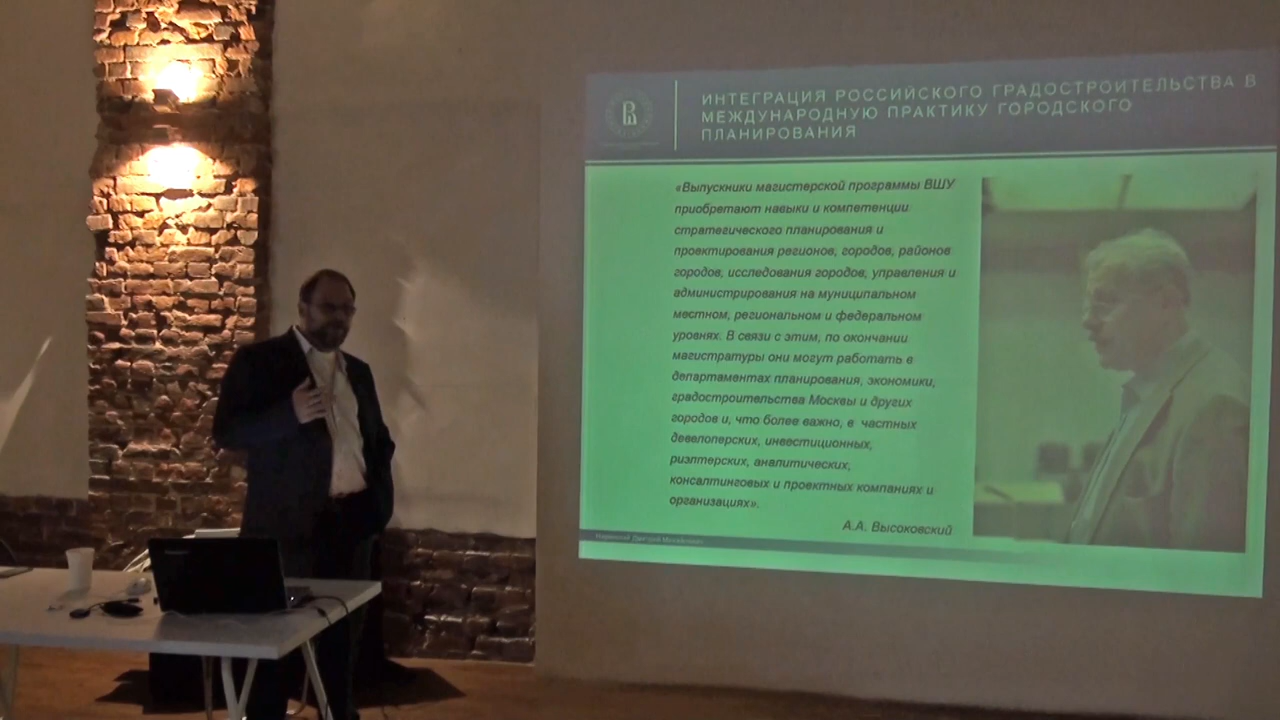 ИНТЕГРАЦИЯ РОССИЙСКОГО ГРАДОСТРОИТЕЛЬСТВА В
МЕЖДУНАРОДНУЮ ПРАКТИКУ ГОРОДСКОГО
ПЛАНИРОВАНИЯ
«Выпускники магистерской программы ВШУ
приобретают навыки и компетенции
стратегического планирования и
проектирования регионов, городов, районов
городов, исследования городов, управления и
администрирования на муниципальном
местном, региональном и федеральном
уровнях. В связи с этим, по окончании
магистратуры они могут работать в
департаментах планирования, экономики,
градостроительства Москвы и других
городов и, что более важно, в частных
девелоперских, инвестиционных,
риэлтерских, аналитических,
консалтинговых и проектных компаниях и
организациях».
А.А. Высоковский
Дмитрий Михайлович